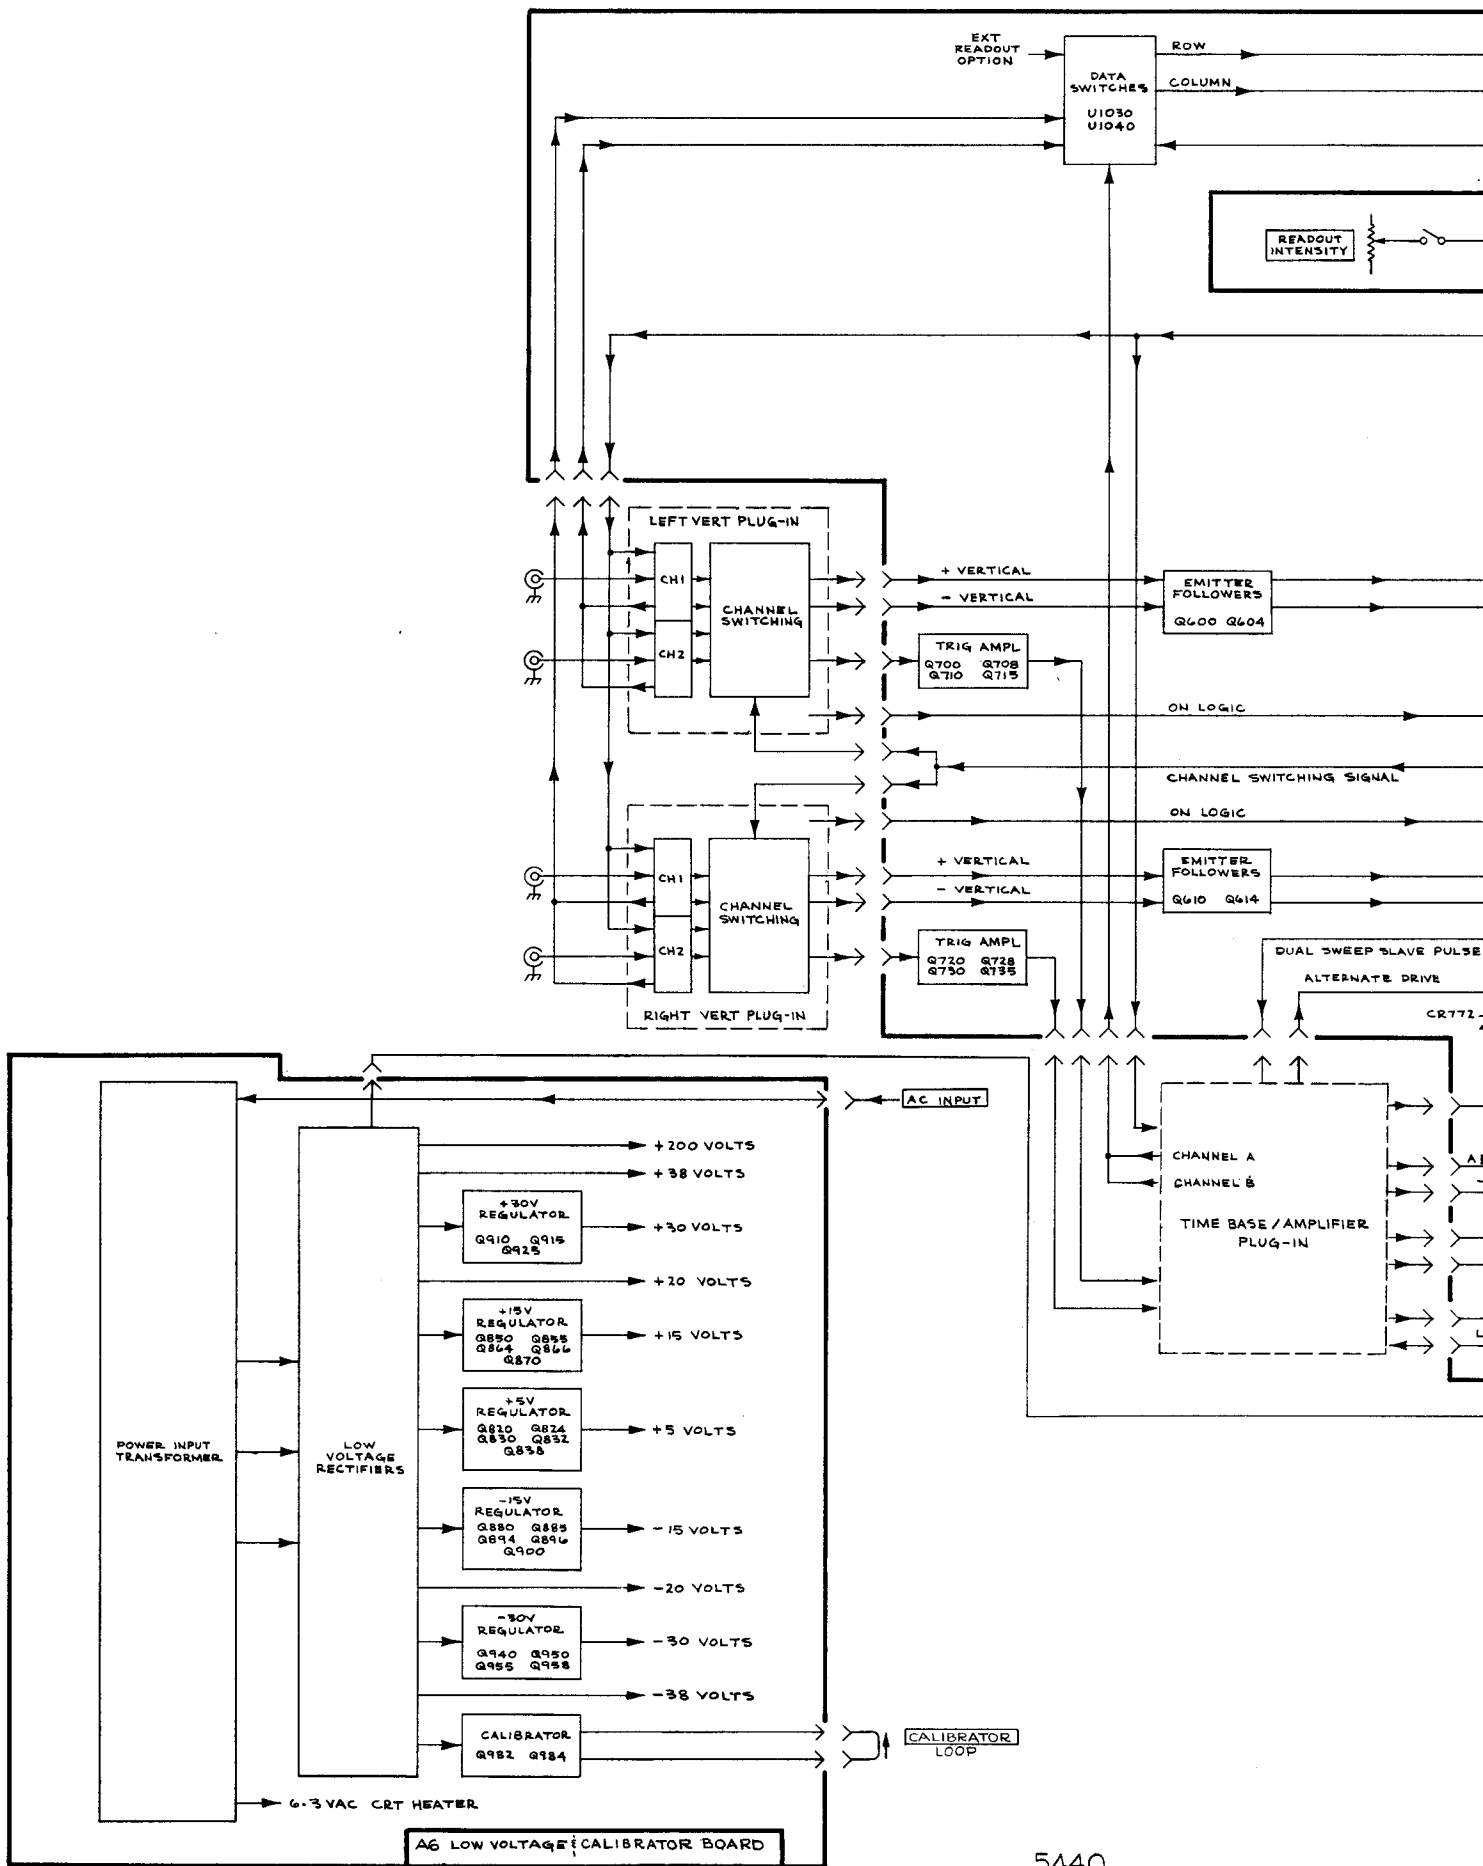 EXT
READOUT
OPTION
DATA
SWITCHES
U1030
U1040
ROW
COLUMN
READOUT
INTENSITY
LEFT VERT PLUG-IN
CH1
CH2
CHANNEL
SWITCHING
+ VERTICAL
- VERTICAL
EMITTER
FOLLOWERS
Q600 Q604
TRIG AMPL
Q700 Q708
Q710 Q715
ON LOGIC
CHANNEL SWITCHING SIGNAL
ON LOGIC
CH1
CH2
CHANNEL
SWITCHING
RIGHT VERT PLUG-IN
+ VERTICAL
- VERTICAL
EMITTER
FOLLOWERS
Q610 Q614
TRIG AMPL
Q720 Q728
Q730 Q735
DUAL SWEEP SLAVE PULSE
ALTERNATE DRIVE
CR772
AC INPUT
CHANNEL A
CHANNEL B
TIME BASE/AMPLIFIER
PLUG-IN
POWER INPUT
TRANSFORMER
LOW
VOLTAGE
RECTIFIERS
+200 VOLTS
+38 VOLTS
+30V
REGULATOR
Q910 Q915
Q925
+30 VOLTS
+20 VOLTS
+15V
REGULATOR
Q850 Q855
Q864 Q866
Q870
+15 VOLTS
+5V
REGULATOR
Q820 Q824
Q830 Q832
Q838
+5 VOLTS
-15V
REGULATOR
Q880 Q885
Q894 Q896
Q900
-15 VOLTS
-20 VOLTS
-30V
REGULATOR
Q940 Q950
Q955 Q958
-30 VOLTS
-38 VOLTS
CALIBRATOR
Q982 Q984
CALIBRATOR
LOOP
6.3 VAC CRT HEATER
A6 LOW VOLTAGE & CALIBRATOR BOARD
5440